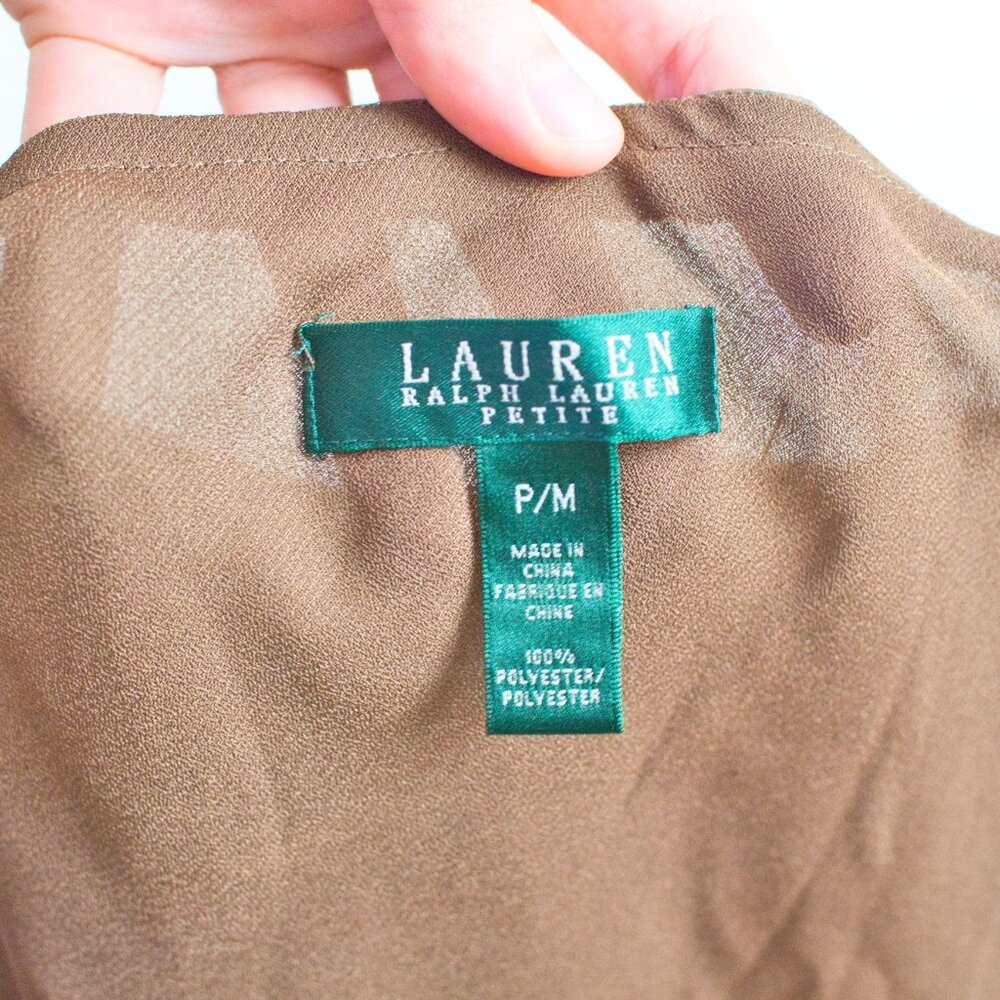 LAUREN
RALPH LAUREN
PETITE
P/M
MADE IN
CHINA
FABRIQUE EN
CHINE
100%
POLYESTER/
POLYESTER